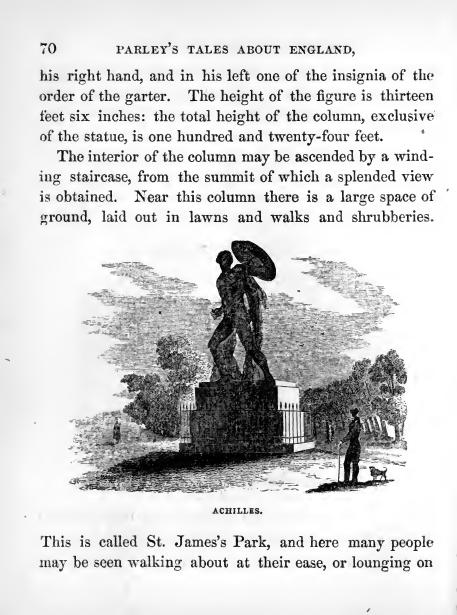 70 PARLEY'S TALES ABOUT ENGLAND,
his right hand, and in his left one of the insignia of the
order of the garter. The height of the figure is thirteen
feet six inches: the total height of the column, exclusive
of the statue, is one hundred and twenty-four feet.
The interior of the column may be ascended by a wind-
ing staircase, from the summit of which a splended view
is obtained. Near this column there is a large space of
ground, laid out in lawns and walks and shrubberies.
ACHILLES.
This is called St. James's Park, and here many people
may be seen walking about at their ease, or lounging on